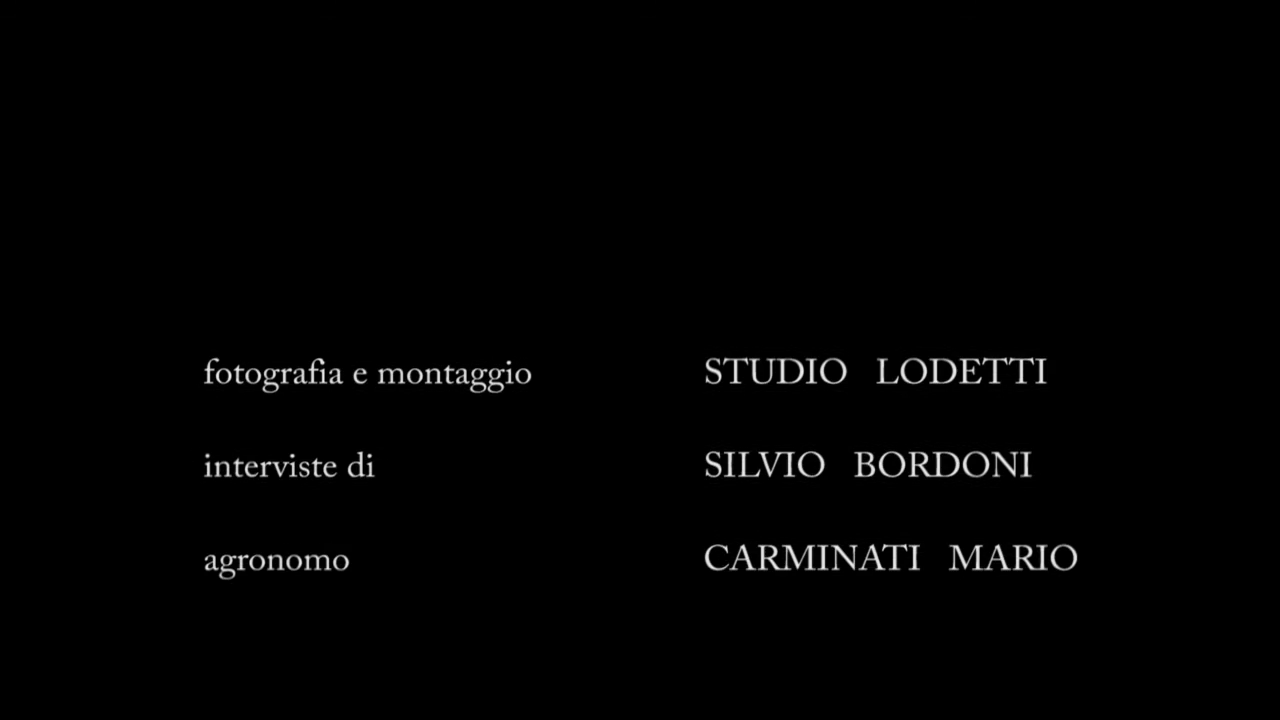 fotografia e montaggio STUDIO LODETTI
interviste di SILVIO BORDONI
agronomo CARMINATI MARIO